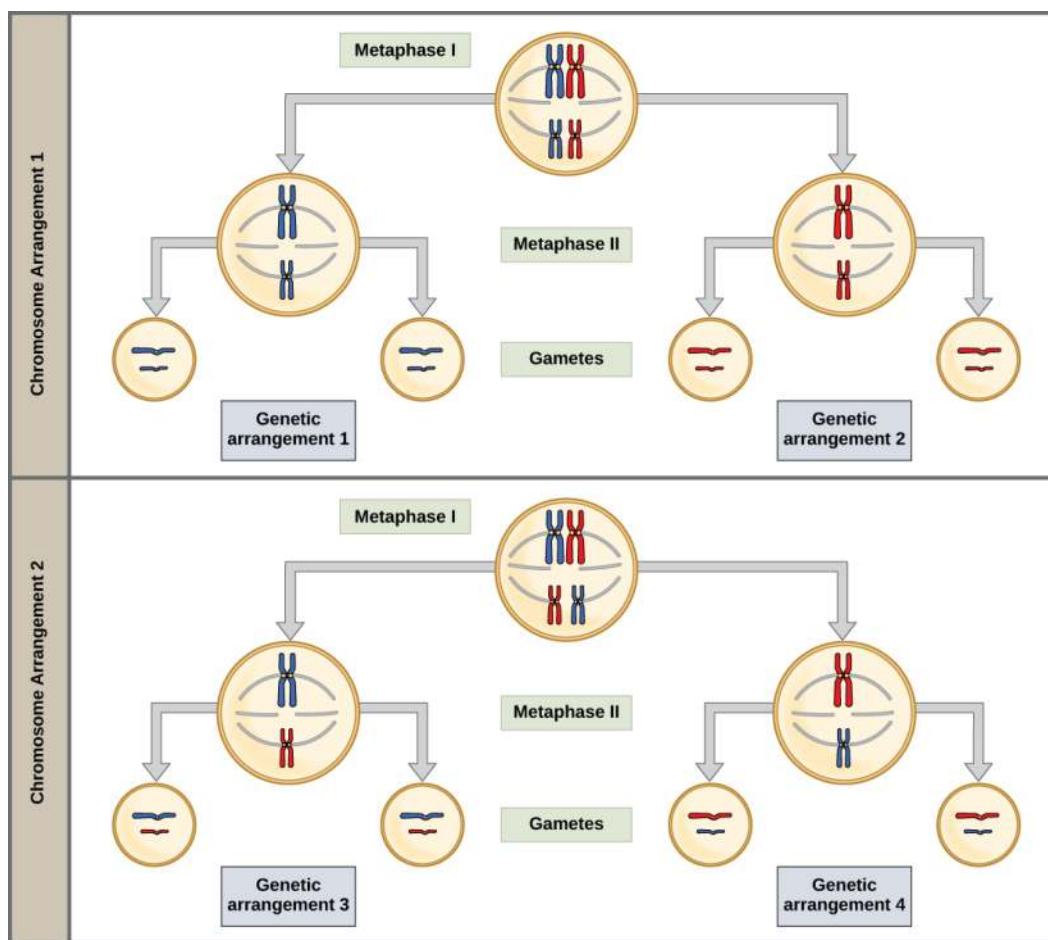 Chromosome Arrangement 1
Metaphase I
Metaphase II
Gametes
Genetic
arrangement 1
Genetic
arrangement 2
Chromosome Arrangement 2
Metaphase I
Metaphase II
Gametes
Genetic
arrangement 3
Genetic
arrangement 4